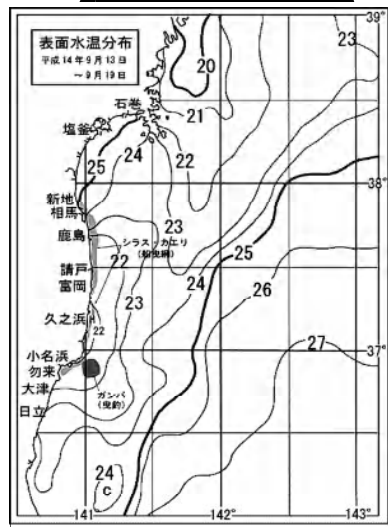 表面水温分布
平成14年9月13日
～9月19日
39°
23
20
石巻
21
塩釜
25
24
22
38°
新地
相馬
23
鹿島
シラス・カエリ
(船曳網)
25
請戸
22
24
26
富岡
23
久之浜
22
27
小名浜
37°
勿来
大津
ガンバ
(曳釣)
日立
24
C
141°
142°
143°